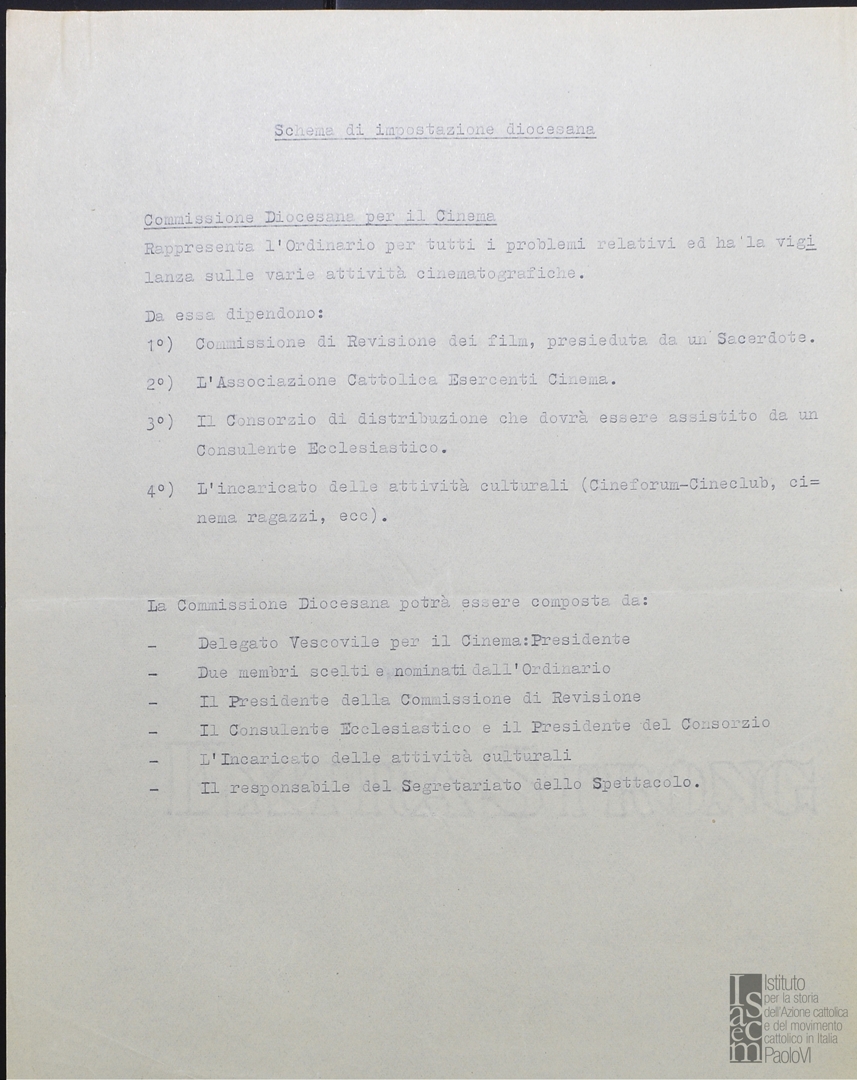 Schema di impostazione diocesana
Commissione Diocesana per il Cinema
Rappresenta l'Ordinario per tutti i problemi relativi ed ha la vigi
lanza sulle varie attività cinematografiche.
Da essa dipendono:
1º) Commissione di Revisione dei film, presieduta da un Sacerdote.
2º) L'Associazione Cattolica Esercenti Cinema.
3º) Il Consorzio di distribuzione che dovrà essere assistito da un
Consulente Ecclesiastico.
4º) L'incaricato delle attività culturali (Cineforum-Cineclub, ci=
nema ragazzi, ecc).
La Commissione Diocesana potrà essere composta da:
- Delegato Vescovile per il Cinema:Presidente
- Due membri scelti e nominati dall'Ordinario
- Il Presidente della Commissione di Revisione
- Il Consulente Ecclesiastico e il Presidente del Consorzio
- L'Incaricato delle attività culturali
- Il responsabile del Segretariato dello Spettacolo.
Isacem
Istituto
per la storia
dell'Azione cattolica
e del movimento
cattolico in Italia
PaoloVI